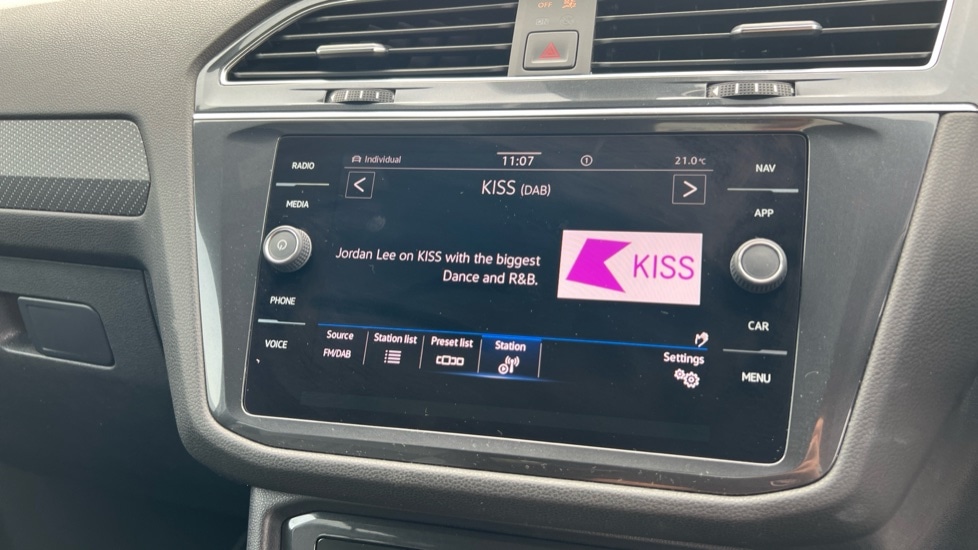 OFF
RADIO
MEDIA
PHONE
VOICE
Individual
11:07
21.0°C
KISS (DAB)
Jordan Lee on KISS with the biggest
Dance and R&B.
KISS
Source
FM/DAB
Station list
Preset list
Station
Settings
NAV
APP
CAR
MENU